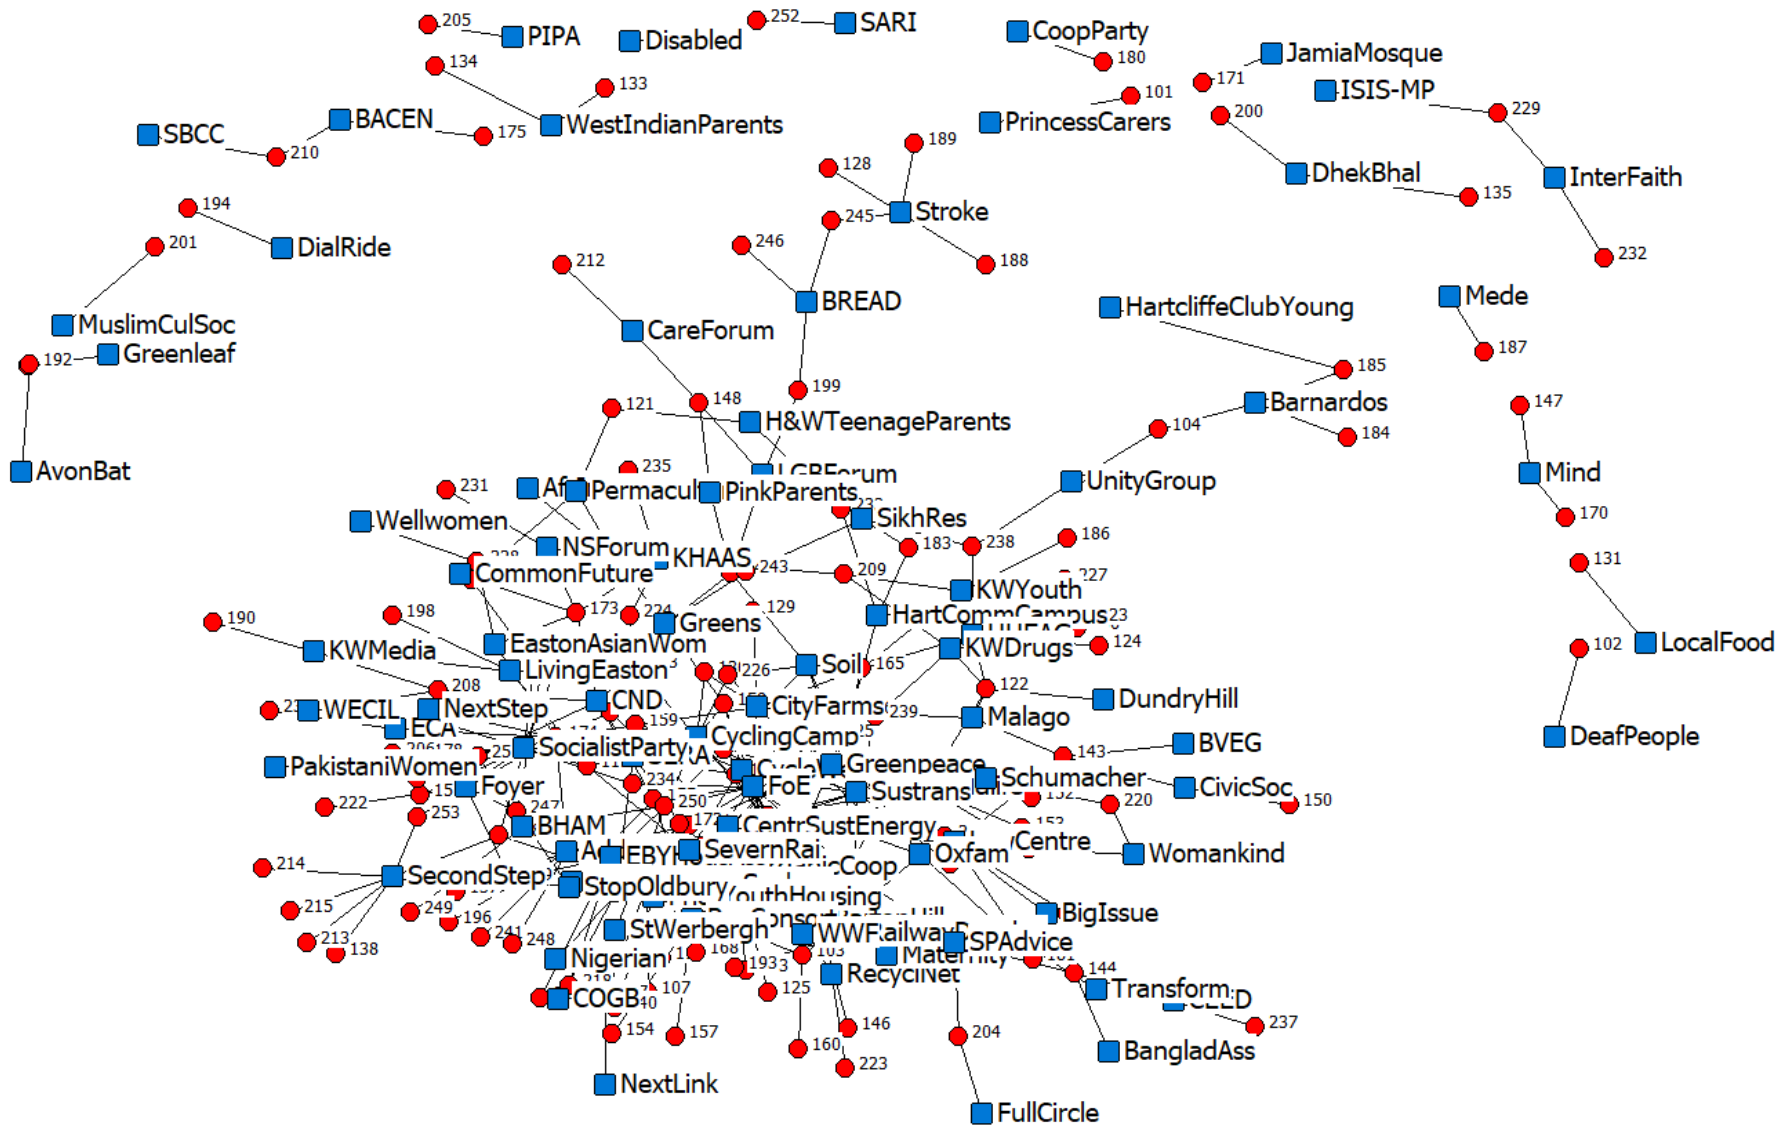 205
PIPA
Disabled
252
SARI
CoopParty
180
JamiaMosque
171
ISIS-MP
134
133
WestIndianParents
101
PrincessCarers
200
229
SBCC
BACEN
175
210
189
128
DhekBhal
135
InterFaith
232
194
DialRide
201
245
Stroke
188
246
212
BREAD
CareForum
MuslimCulSoc
192
Greenleaf
AvonBat
HartcliffeClubYoung
Mede
187
185
Barnardos
184
104
147
Mind
170
199
148
121
H&WTeenageParents
LGBForum
UnityGroup
235
231
PinkParents
Wellwomen
SikhRes
183
238
186
NSForum
KHAAS
CommonFuture
243
209
KWYouth
227
131
190
198
173
224
129
Greens
HartCommCampus
124
LocalFood
102
KWMedia
EastonAsianWom
LivingEaston
Soil
165
KWDrugs
226
122
DundryHill
208
WECIL
NextStep
CND
159
CityFarms
239
Malago
ECA
SocialistParty
CyclingCamp
143
BVEG
DeafPeople
PakistaniWomen
Foyer
234
FoE
Greenpeace
Sustrans
Schumacher
CivicSoc
150
222
253
247
250
220
BHAM
172
CentrSustEnergy
SevernRai
Oxfam
Womankind
214
SecondStep
StopOldbury
215
249
196
BigIssue
213
138
241
248
StWerbergh
168
WWF
SPAdvice
Nigerian
193
125
RecyclNet
144
Transform
COGB
107
237
154
157
160
146
204
BangladAss
223
NextLink
FullCircle